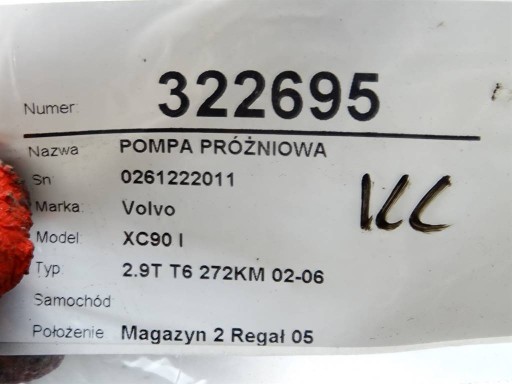 Numer: 322695
Nazwa POMPA PRÓŻNIOWA
Sn 0261222011
Marka: Volvo
Model: XC90 I
Typ: 2.9T T6 272KM 02-06
Samochód
Położenie Magazyn 2 Regał 05